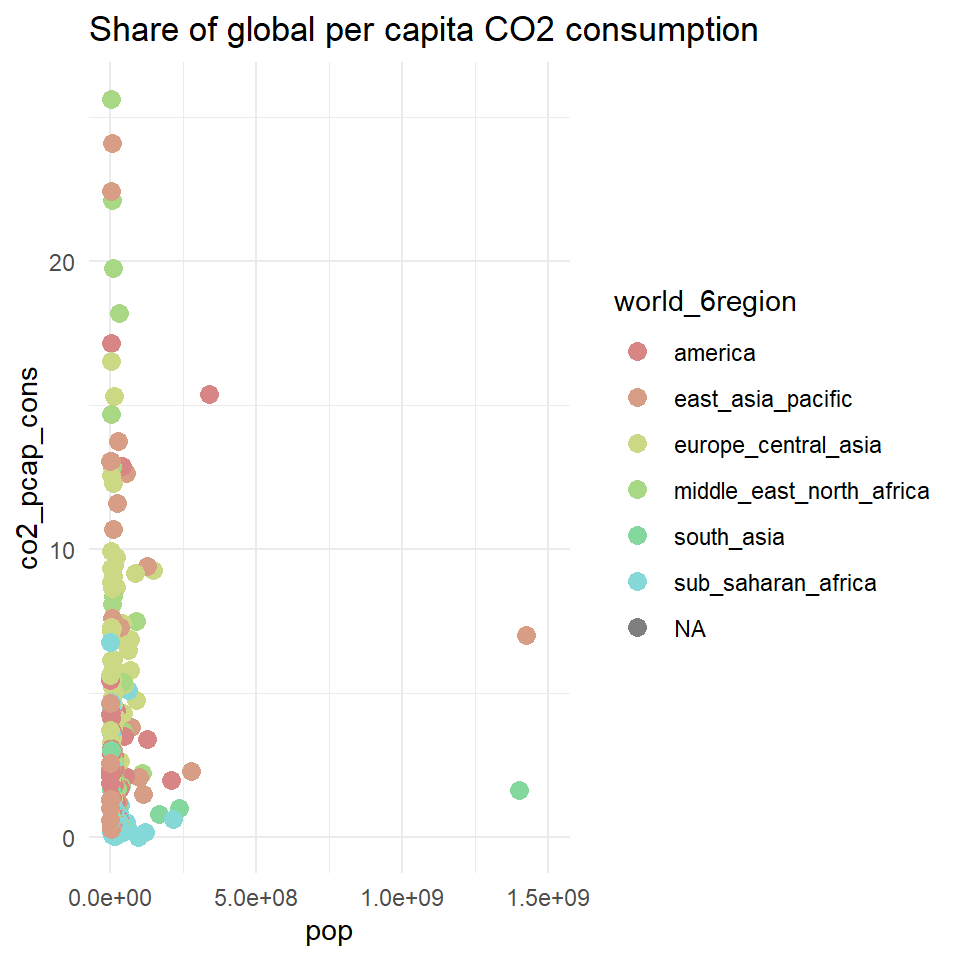 Share of global per capita CO2 consumption
co2_pcap_cons
20
10
0
0.0e+00
5.0e+08
1.0e+09
1.5e+09
pop
world_6region
america
east_asia_pacific
europe_central_asia
middle_east_north_africa
south_asia
sub_saharan_africa
NA